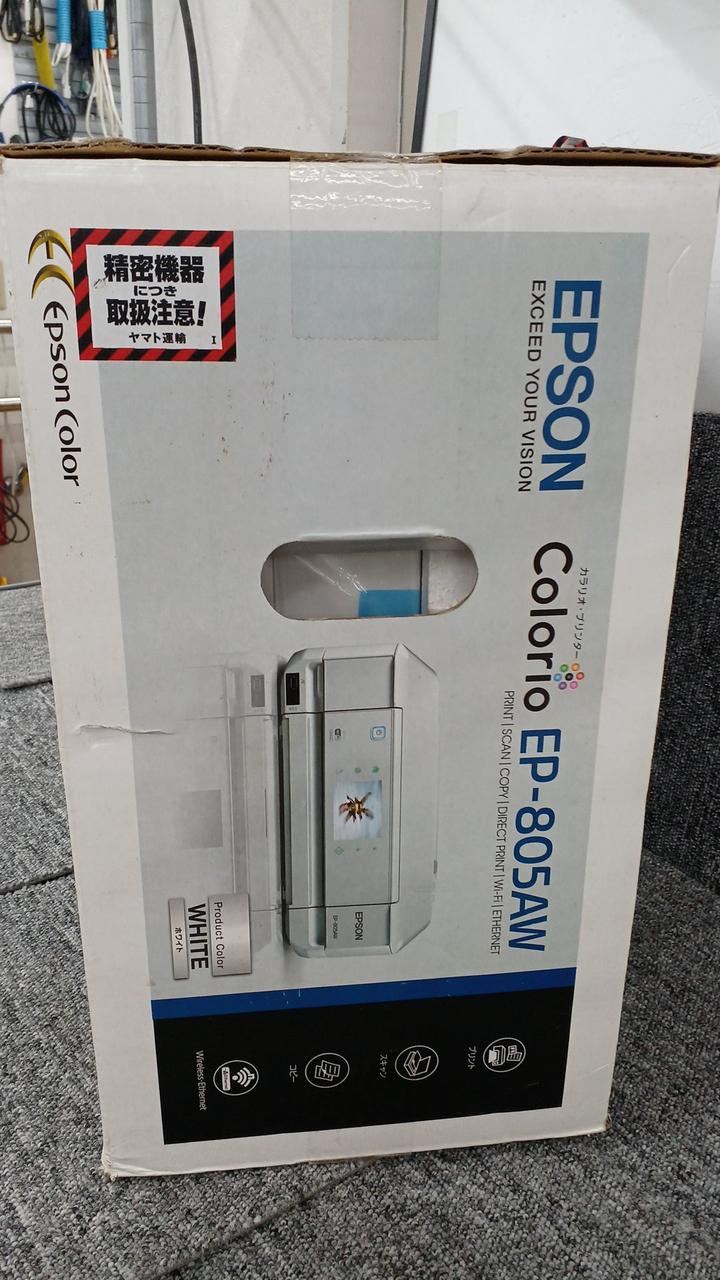 精密機器
につき
取扱注意!
ヤマト運輸 I
Epson Color
EPSON
EXCEED YOUR VISION
カラリオ・プリンター
Colorio EP-805AW
PRINT | SCAN | COPY | DIRECT PRINT | Wi-Fi | ETHERNET
EPSON
EP-805AW
Product Color
WHITE
ホワイト
プリント
スキャン
コピー
Wireless・Ethernet